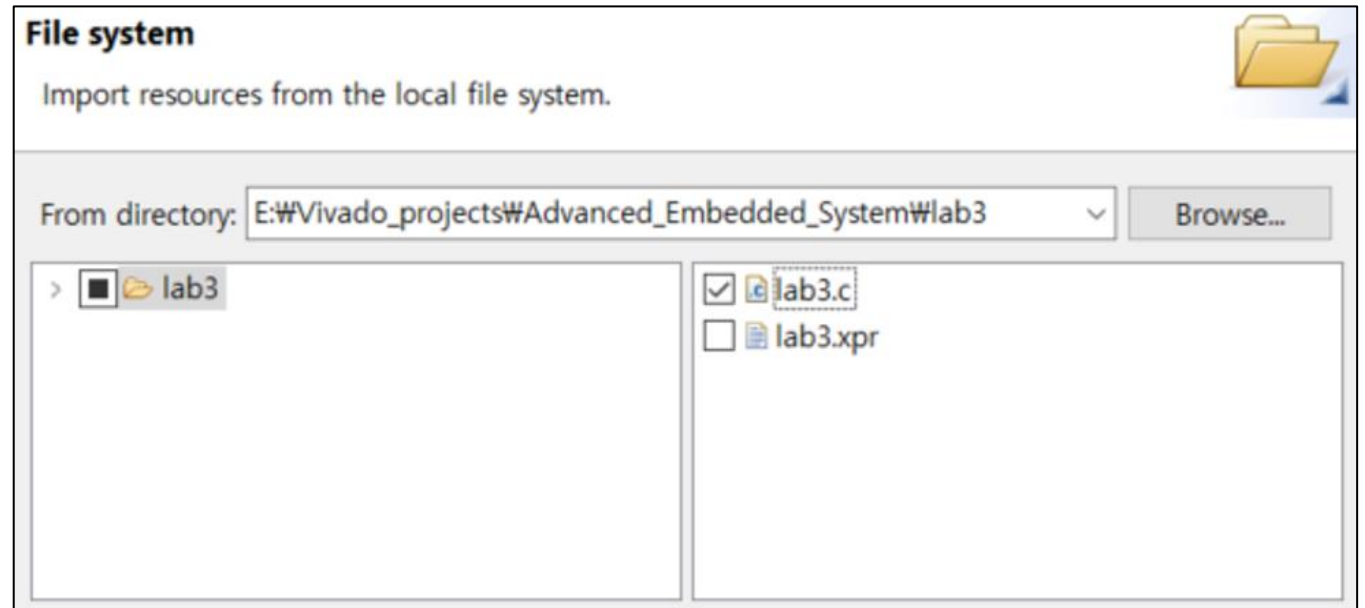 File system
Import resources from the local file system.
From directory: E:₩Vivado_projects₩Advanced_Embedded_System₩lab3 Browse...
lab3
lab3.c
lab3.xpr